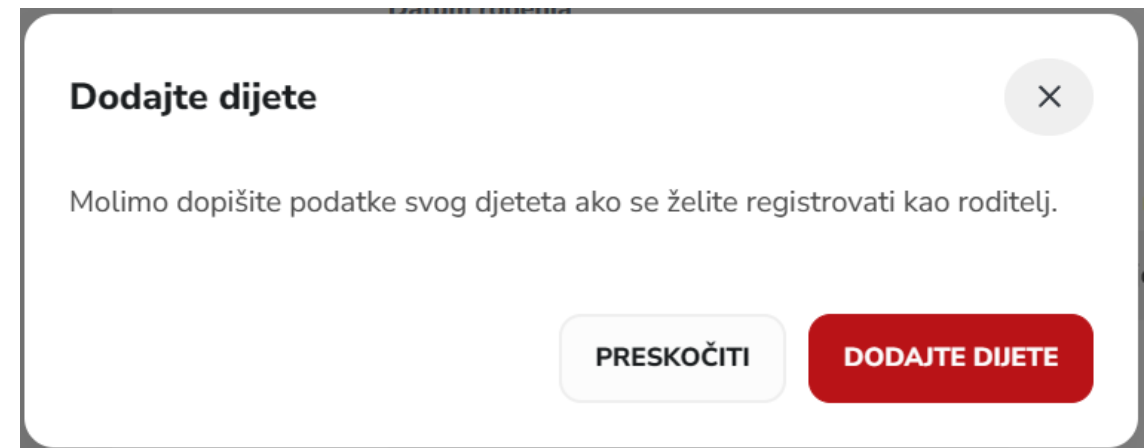 Dodajte dijete
Molimo dopišite podatke svog djeteta ako se želite registrovati kao roditelj.
PRESKOČITI
DODAJTE DIJETE